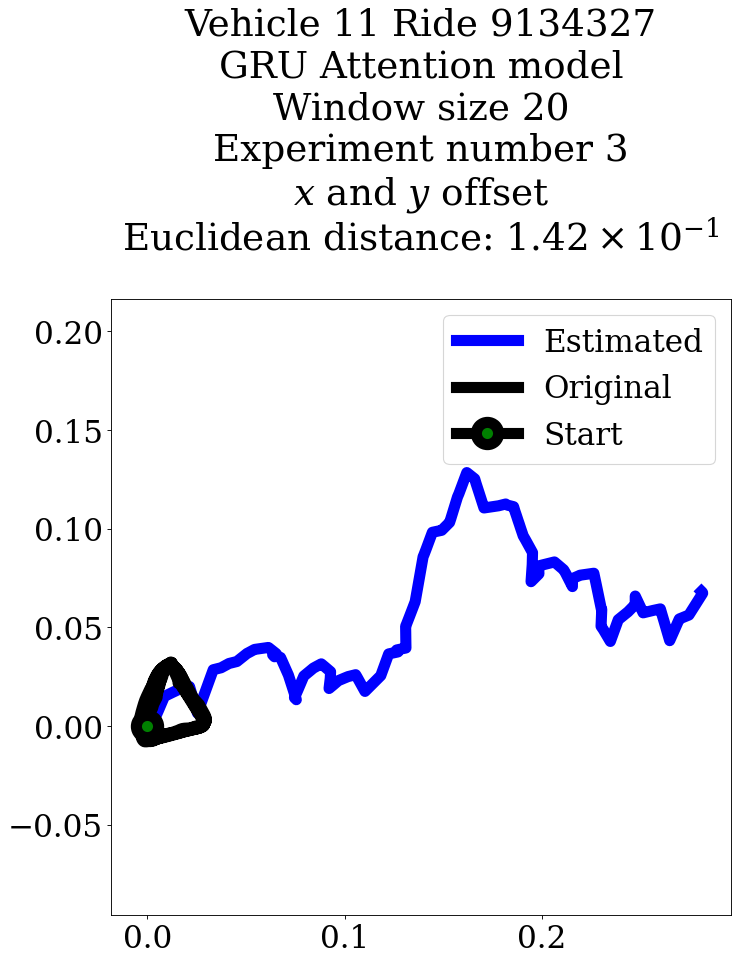 Vehicle 11 Ride 9134327
GRU Attention model
Window size 20
Experiment number 3
x and y offset
Euclidean distance: 1.42 × 10⁻¹
Estimated
Original
Start
0.20
0.15
0.10
0.05
0.00
−0.05
0.0 0.1 0.2